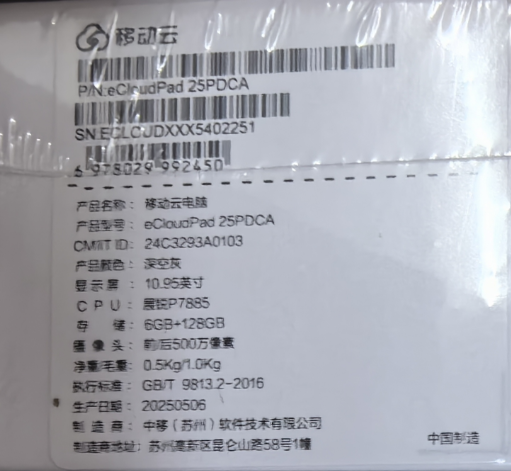 移动云
P/N:eCloudPad 25PDCA
SN:ECLCUDXXX5402251
6 978029 992450
产品名称： 移动云电脑
产品型号： eCloudPad 25PDCA
CMIIT ID： 24C3293A0103
产品颜色： 深空灰
显示屏： 10.95英寸
CPU： 展锐P7885
存储： 6GB+128GB
摄像头： 前/后500万像素
净重/毛重： 0.5Kg/1.0Kg
执行标准： GB/T 9813.2-2016
生产日期： 20250506
制造商： 中移（苏州）软件技术有限公司
制造商地址： 苏州高新区昆仑山路58号1幢
中国制造